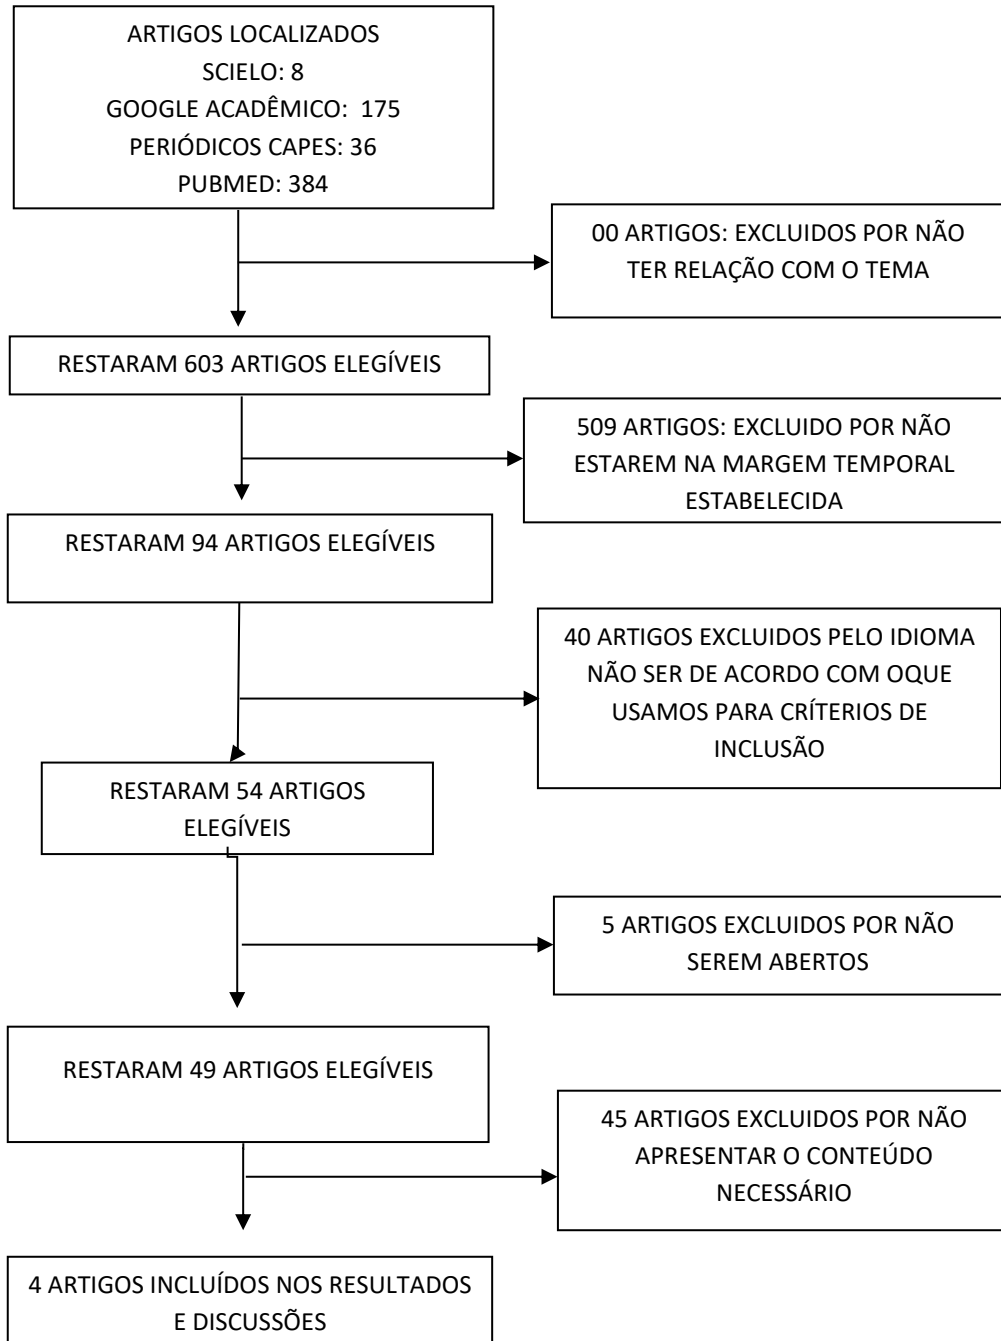 ARTIGOS LOCALIZADOS
SCIELO: 8
GOOGLE ACADÊMICO: 175
PERIÓDICOS CAPES: 36
PUBMED: 384
00 ARTIGOS: EXCLUIDOS POR NÃO
TER RELAÇÃO COM O TEMA
RESTARAM 603 ARTIGOS ELEGÍVEIS
509 ARTIGOS: EXCLUIDO POR NÃO
ESTAREM NA MARGEM TEMPORAL
ESTABELECIDA
RESTARAM 94 ARTIGOS ELEGÍVEIS
40 ARTIGOS EXCLUIDOS PELO IDIOMA
NÃO SER DE ACORDO COM OQUE
USAMOS PARA CRÍTERIOS DE
INCLUSÃO
RESTARAM 54 ARTIGOS
ELEGÍVEIS
5 ARTIGOS EXCLUIDOS POR NÃO
SEREM ABERTOS
RESTARAM 49 ARTIGOS ELEGÍVEIS
45 ARTIGOS EXCLUIDOS POR NÃO
APRESENTAR O CONTEÚDO
NECESSÁRIO
4 ARTIGOS INCLUÍDOS NOS RESULTADOS
E DISCUSSÕES